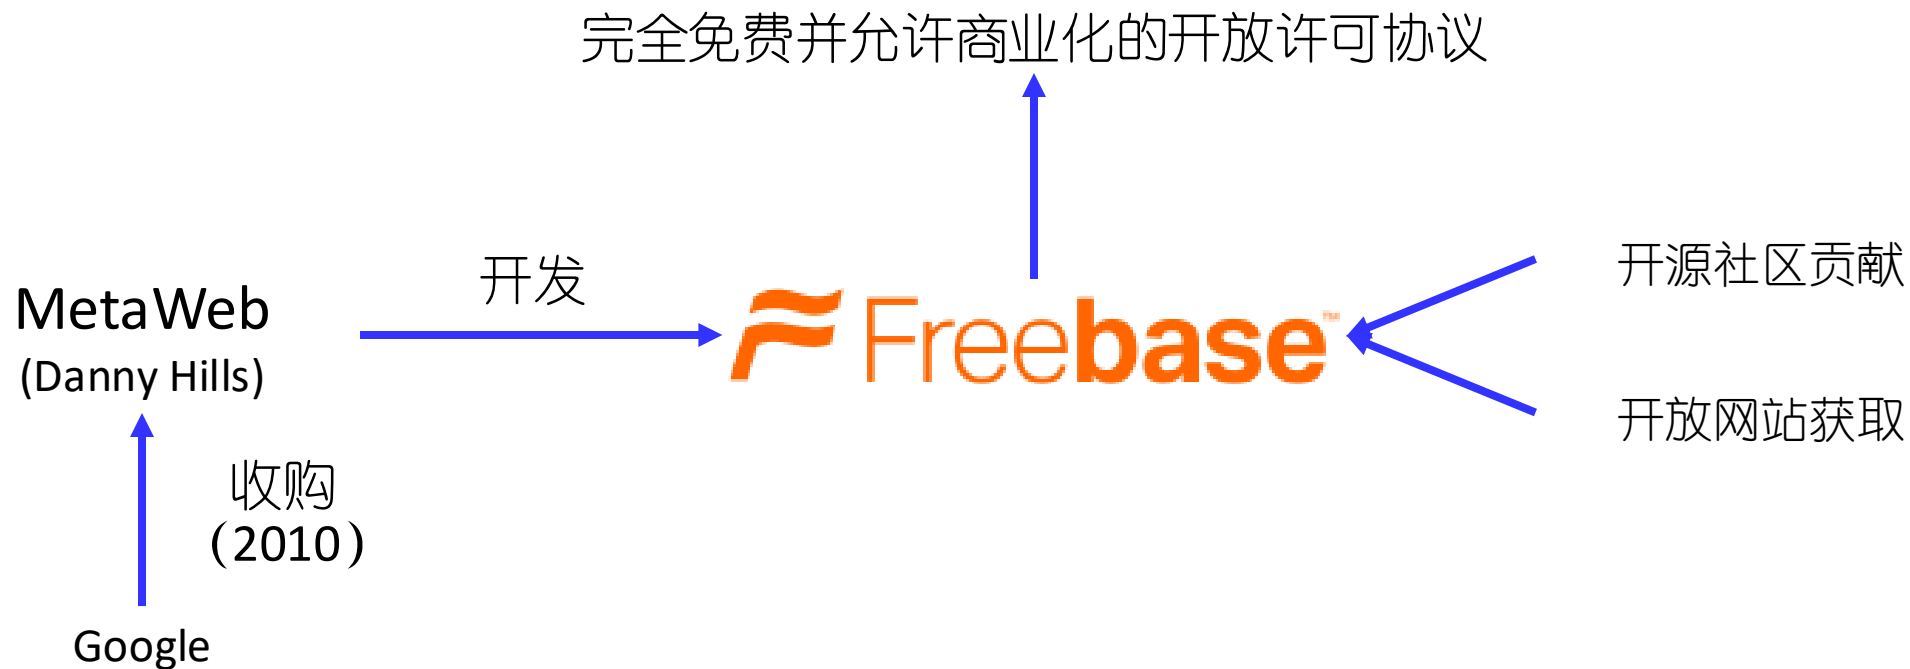 完全免费并允许商业化的开放许可协议
开发
MetaWeb
(Danny Hills)
Freebase™
开源社区贡献
开放网站获取
收购
(2010)
Google